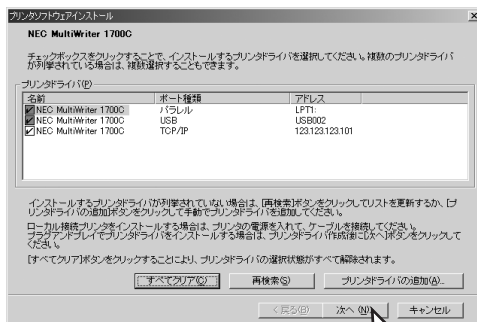 プリンタソフトウェアインストール
NEC MultiWriter 1700C
チェックボックスをクリックすることで、インストールするプリンタドライバを選択してください。複数のプリンタドライバ
が列挙されている場合は、複数選択することもできます。
プリンタドライバ(P)
名前 ポート種類 アドレス
NEC MultiWriter 1700C パラレル LPT1:
NEC MultiWriter 1700C USB USB002
NEC MultiWriter 1700C TCP/IP 123.123.123.101
インストールするプリンタドライバが列挙されていない場合は、[再検索]ボタンをクリックしてリストを更新するか、[プ
リンタドライバの追加]ボタンをクリックして手動でプリンタドライバを追加してください。
ローカル接続プリンタをインストールする場合は、プリンタの電源を入れて、ケーブルを接続してください。
プラグアンドプレイでプリンタドライバをインストールする場合は、プリンタドライバ作成後に[次へ]ボタンをクリックして
ください。
[すべてクリア]ボタンをクリックすることにより、プリンタドライバの選択状態がすべて解除されます。
すべてクリア(C) 再検索(S) プリンタドライバの追加(A)...
< 戻る(B) 次へ (N) キャンセル